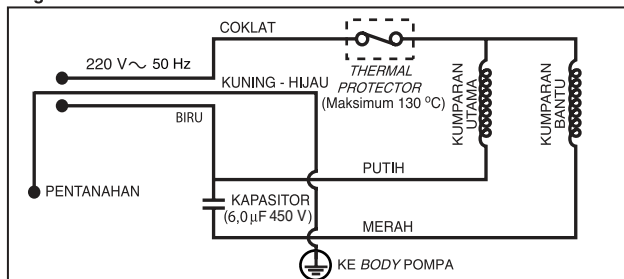 COKLAT
220 V～ 50 Hz
THERMAL
PROTECTOR
(Maksimum 130 ºC)
KUNING - HIJAU
BIRU
KUMPARAN
UTAMA
KUMPARAN
BANTU
PUTIH
PENTANAHAN
KAPASITOR
(6,0 µF 450 V)
MERAH
KE BODY POMPA